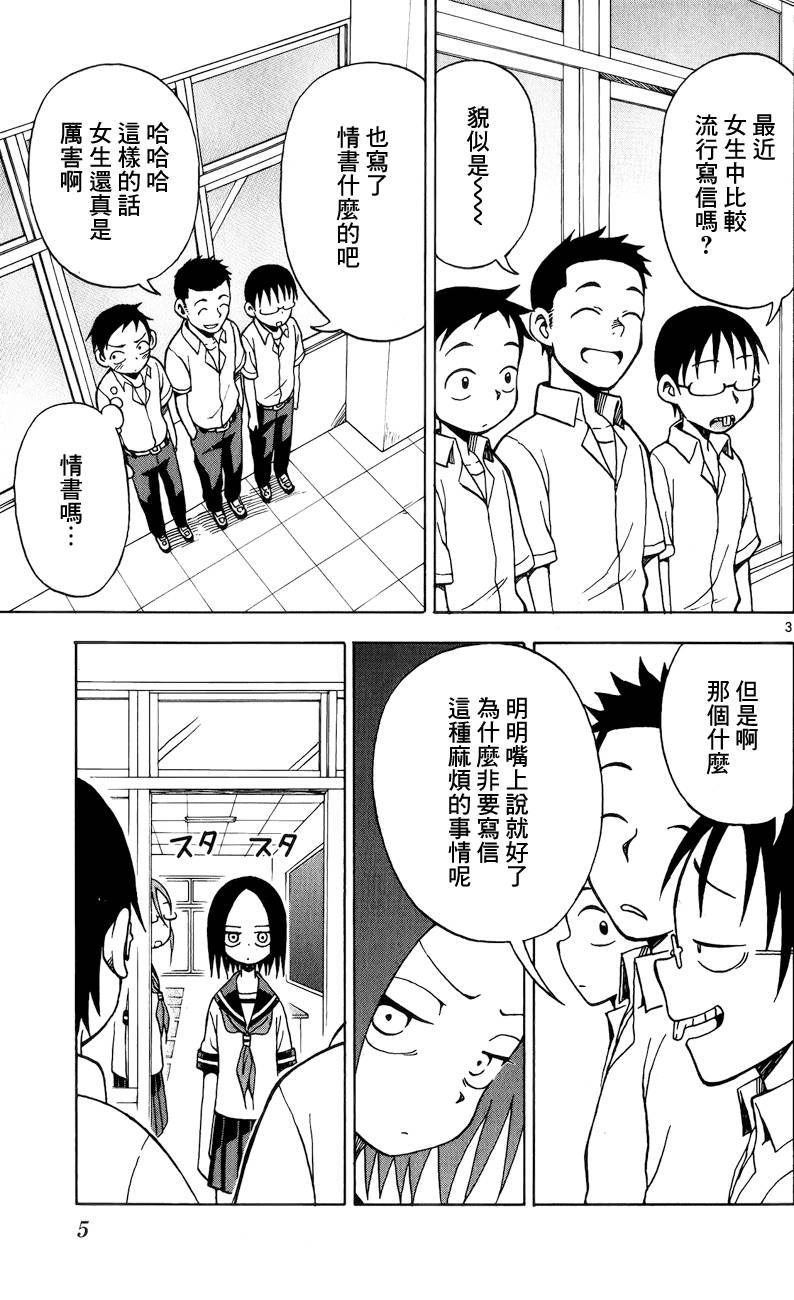 最近
女生中比較
流行寫信嗎?
貌似是~~
也寫了
情書什麼的吧
哈哈哈
這樣的話
女生還真是
厲害啊
情書嗎…
3
但是啊
那個什麼
明明嘴上說就好了
為什麼非要寫信
這種麻煩的事情呢
スタ
スタ
5